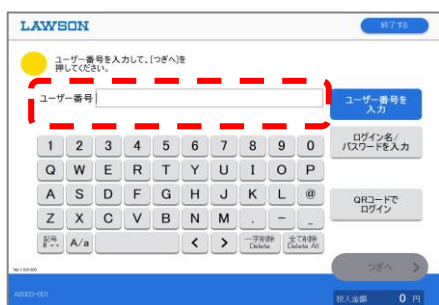 LAWSON
終了する
ユーザー番号を入力して、[つぎへ]を
押してください。
ユーザー番号
ユーザー番号を
入力
1 2 3 4 5 6 7 8 9 0
ログイン名/
パスワードを入力
Q W E R T Y U I O P
A S D F G H J K L @
QRコードで
ログイン
Z X C V B N M . - _
A/a < > 一字削除 全て削除
Delete Delete All
つぎへ >
A8003-001
投入金額 0 円